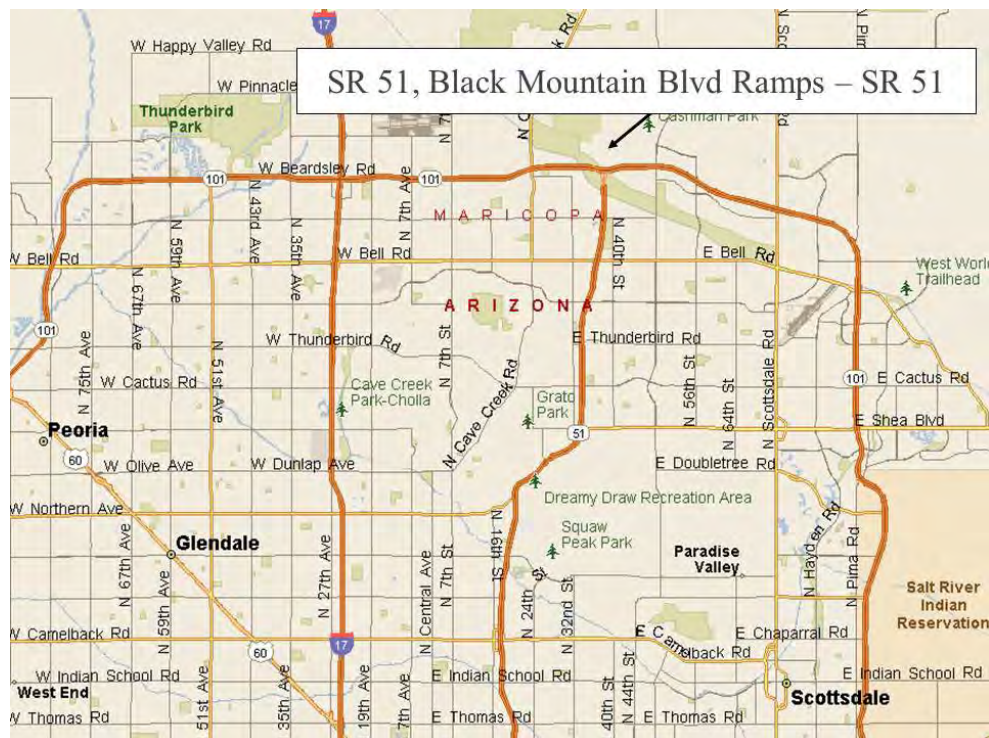 17
W Happy Valley Rd
SR 51, Black Mountain Blvd Ramps – SR 51
W Pinnacle
Thunderbird
Park
Cashman Park
W Beardsley Rd
101
101
N 7th Ave
N 43rd Ave
N 35th Ave
N 59th Ave
N 67th Ave
M A R I C O P A
N 40th St
W Bell Rd
W Bell Rd
E Bell Rd
West World
Trailhead
A R I Z O N A
101
N 75th Ave
N 51st Ave
W Thunderbird Rd
N 7th St
E Thunderbird Rd
W Cactus Rd
Cave Creek
Park-Cholla
N Cave Creek Rd
Grato
Park
N 56th St
N 64th St
N Scottsdale Rd
101
E Cactus Rd
E Shea Blvd
51
Peoria
60
W Olive Ave
W Dunlap Ave
E Doubletree Rd
Dreamy Draw Recreation Area
W Northern Ave
Glendale
N 67th Ave
N 59th Ave
N 27th Ave
N Central Ave
N 7th St
N 16th St
N 24th St
N 32nd St
Squaw
Peak Park
Paradise
Valley
N Hayden Rd
N Pima Rd
Salt River
Indian
Reservation
W Camelback Rd
17
60
E Camelback Rd
E Chaparral Rd
W Indian School Rd
E Indian School Rd
West End
Scottsdale
W Thomas Rd
51st Ave
35th Ave
19th Ave
7th Ave
E Thomas Rd
40th St
N 44th St
E Thomas Rd